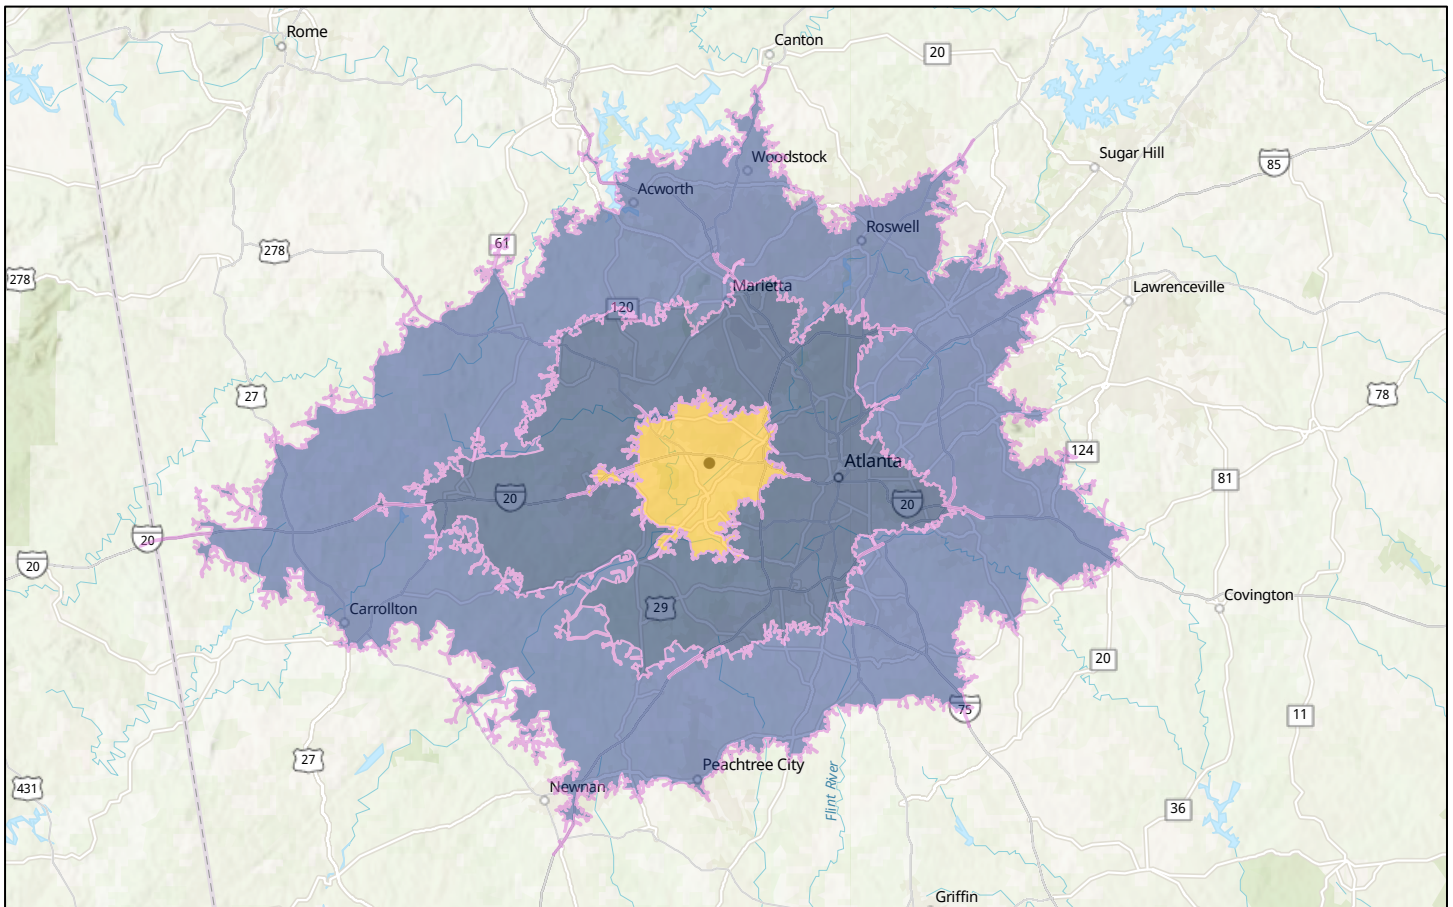 Rome
Canton
20
Woodstock
Sugar Hill
85
Acworth
Roswell
61
278
278
Marietta
Lawrenceville
120
27
78
124
Atlanta
81
20
20
20
20
Covington
Carrollton
29
20
75
11
27
Peachtree City
Newnan
431
Flint River
36
Griffin